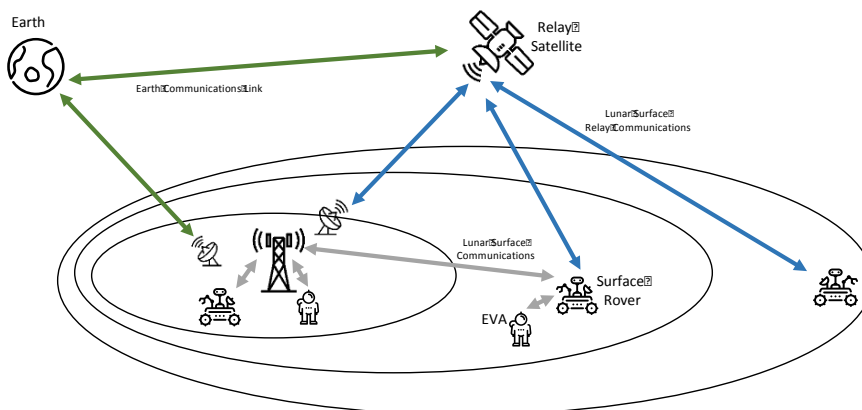 Earth
Relay
Satellite
Earth Communications Link
Lunar Surface
Relay Communications
Lunar Surface
Communications
Surface
Rover
EVA